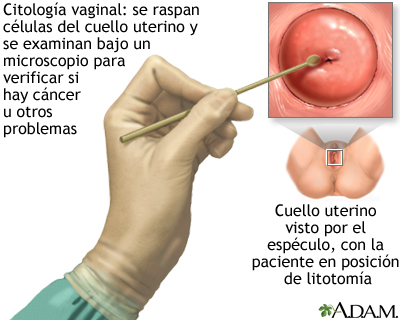 Citología vaginal: se raspan
células del cuello uterino y
se examinan bajo un
microscopio para
verificar si
hay cáncer
u otros
problemas
Cuello uterino
visto por el
espéculo, con la
paciente en posición
de litotomía
ADAM.